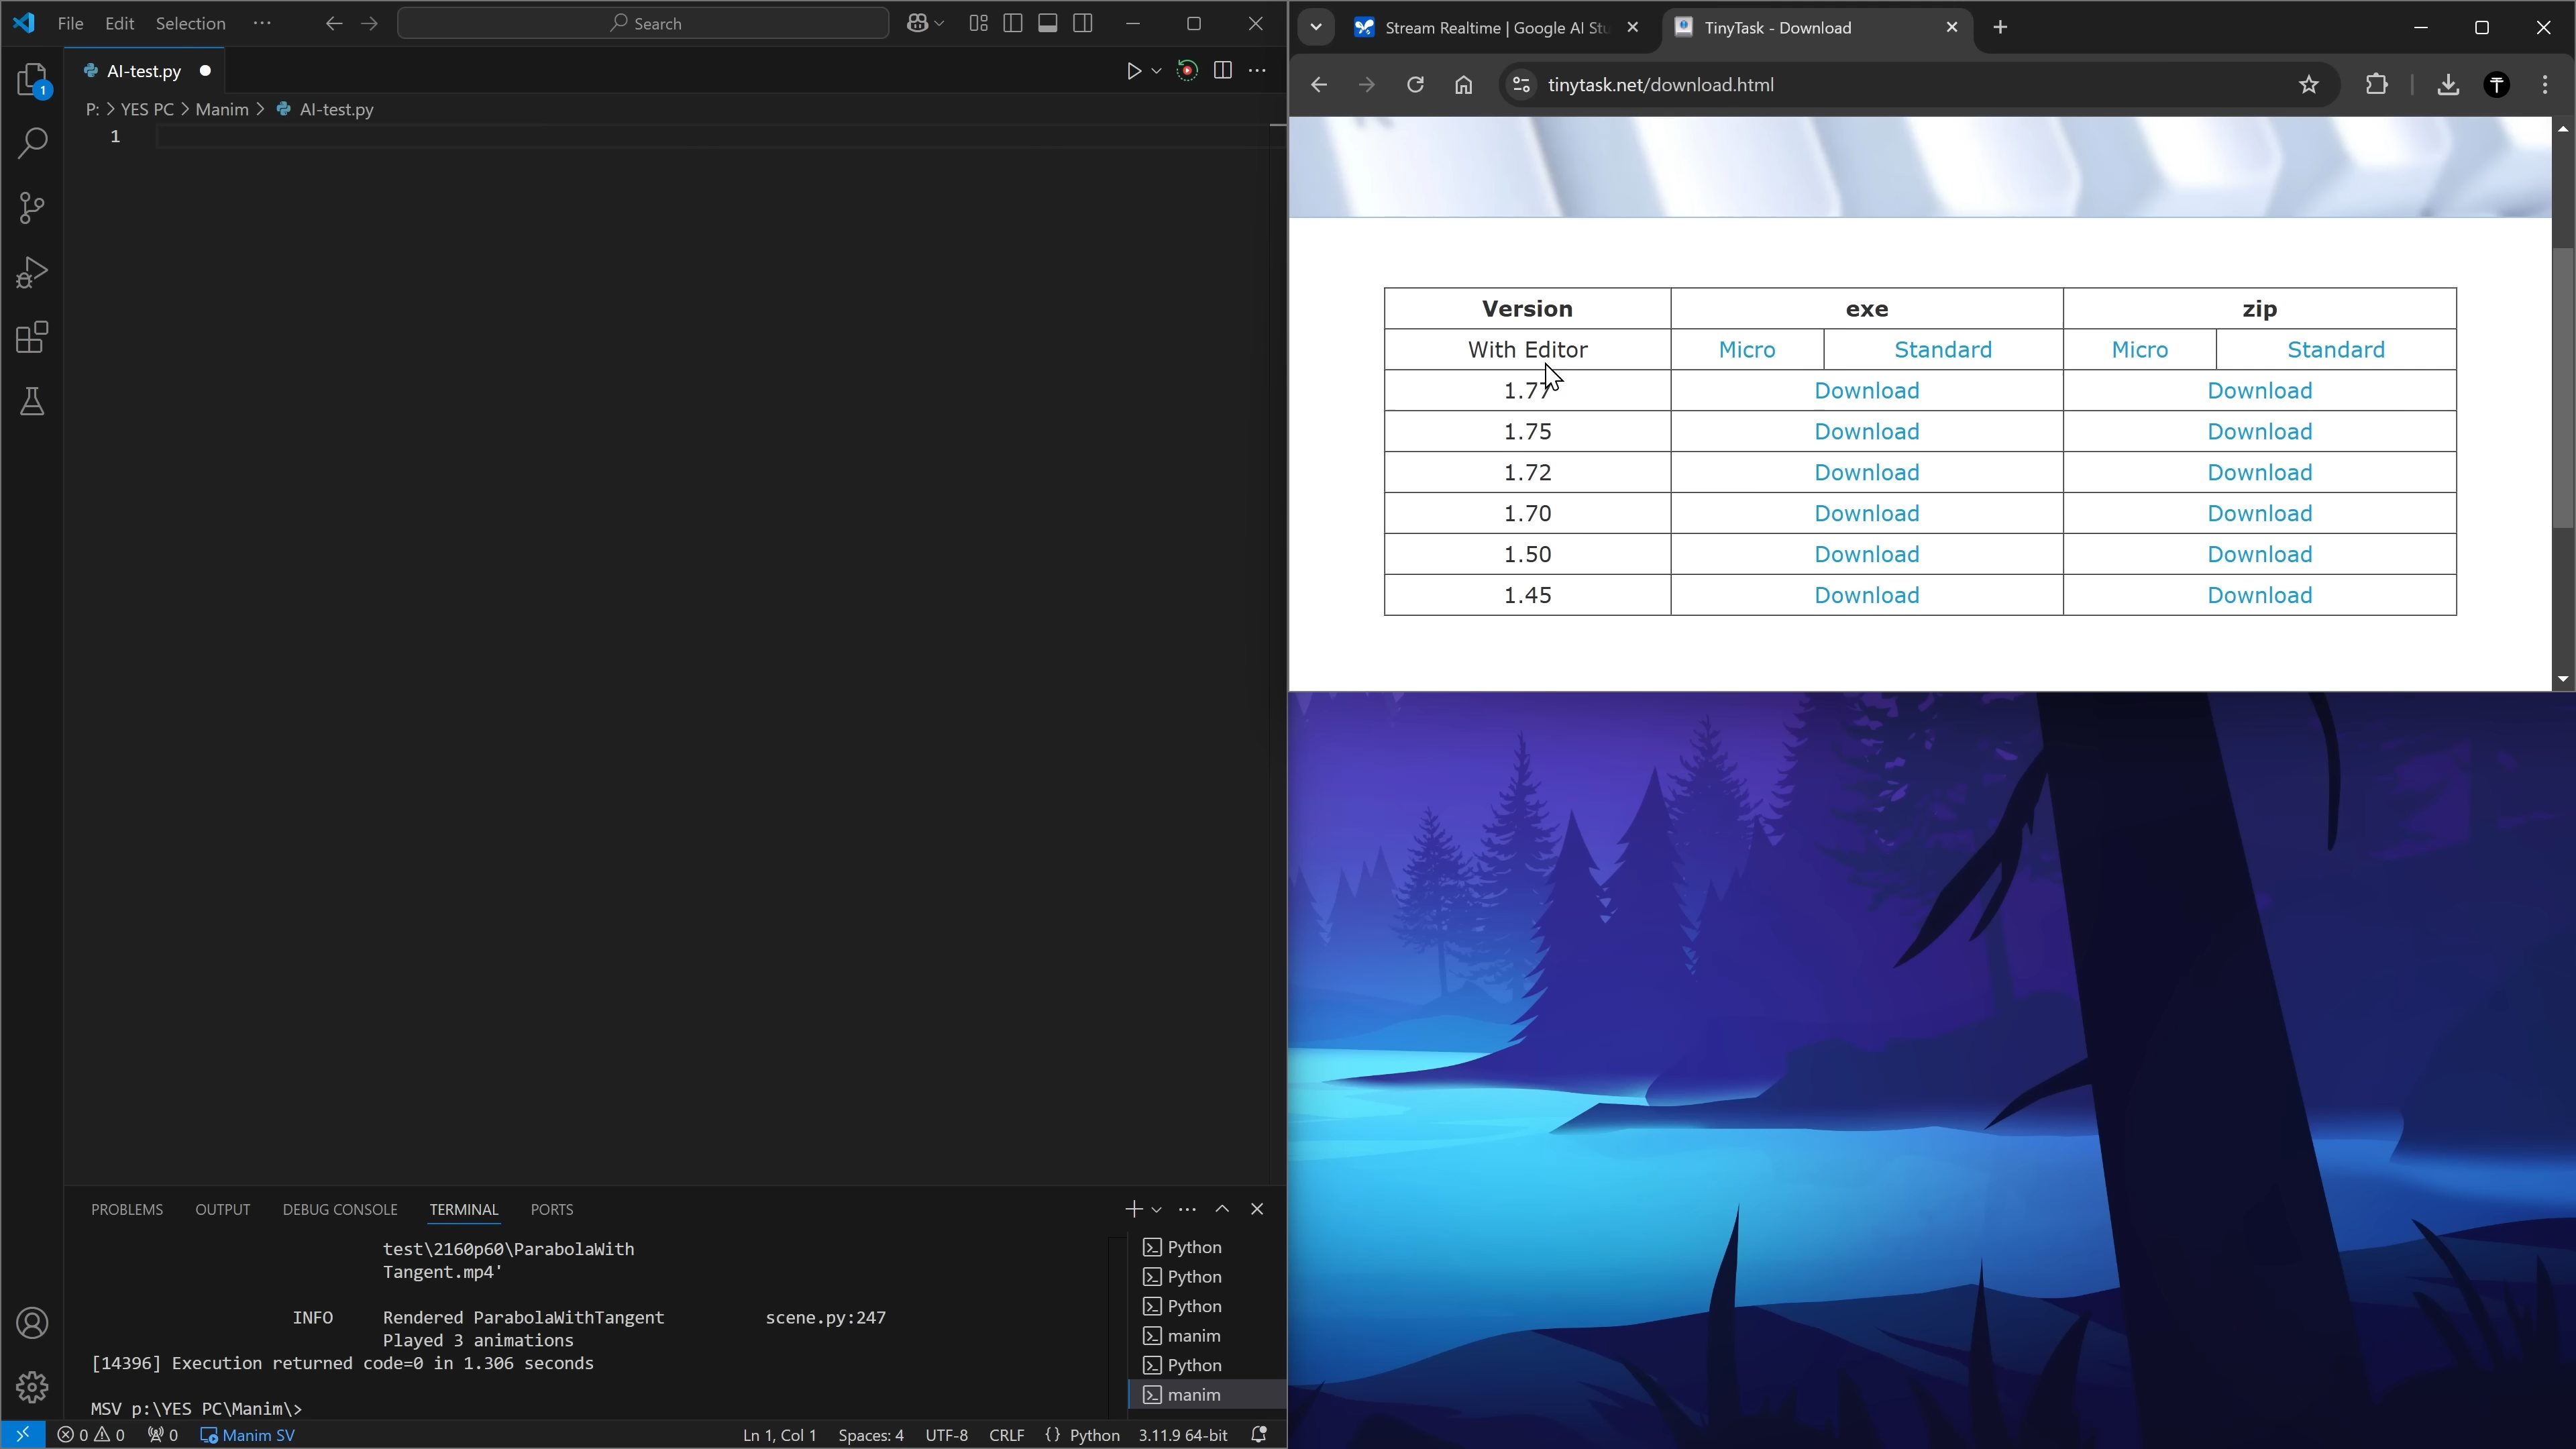 File Edit Selection ··· Search
AI-test.py
P: > YES PC > Manim > AI-test.py
1
1
PROBLEMS OUTPUT DEBUG CONSOLE TERMINAL PORTS
test\2160p60\ParabolaWith
Tangent.mp4'
INFO Rendered ParabolaWithTangent scene.py:247
Played 3 animations
[14396] Execution returned code=0 in 1.306 seconds
MSV p:\YES PC\Manim\>
Python
Python
Python
manim
Python
manim
0 0 0 Manim SV Ln 1, Col 1 Spaces: 4 UTF-8 CRLF {} Python 3.11.9 64-bit
Stream Realtime | Google AI Stu TinyTask - Download
tinytask.net/download.html
Version exe zip
With Editor Micro Standard Micro Standard
1.77 Download Download
1.75 Download Download
1.72 Download Download
1.70 Download Download
1.50 Download Download
1.45 Download Download